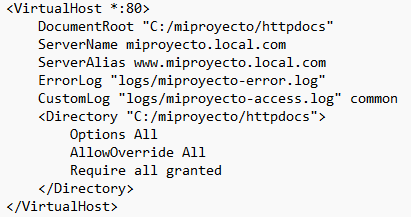 <VirtualHost *:80>
    DocumentRoot "C:/miproyecto/httpdocs"
    ServerName miproyecto.local.com
    ServerAlias www.miproyecto.local.com
    ErrorLog "logs/miproyecto-error.log"
    CustomLog "logs/miproyecto-access.log" common
    <Directory "C:/miproyecto/httpdocs">
        Options All
        AllowOverride All
        Require all granted
    </Directory>
</VirtualHost>